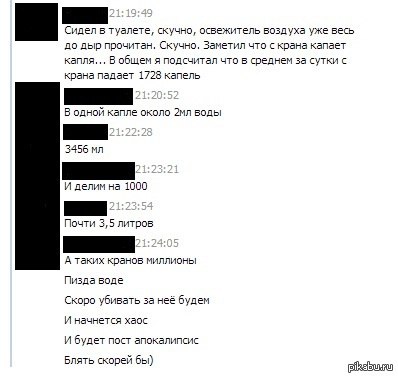 21:19:49
Сидел в туалете, скучно, освежитель воздуха уже весь
до дыр прочитан. Скучно. Заметил что с крана капает
капля... В общем я подсчитал что в среднем за сутки с
крана падает 1728 капель
21:20:52
В одной капле около 2мл воды
21:22:28
3456 мл
21:23:21
И делим на 1000
21:23:54
Почти 3,5 литров
21:24:05
А таких кранов миллионы
Пизда воде
Скоро убивать за неё будем
И начнется хаос
И будет пост апокалипсис
Блять скорей бы)
pikabu.ru